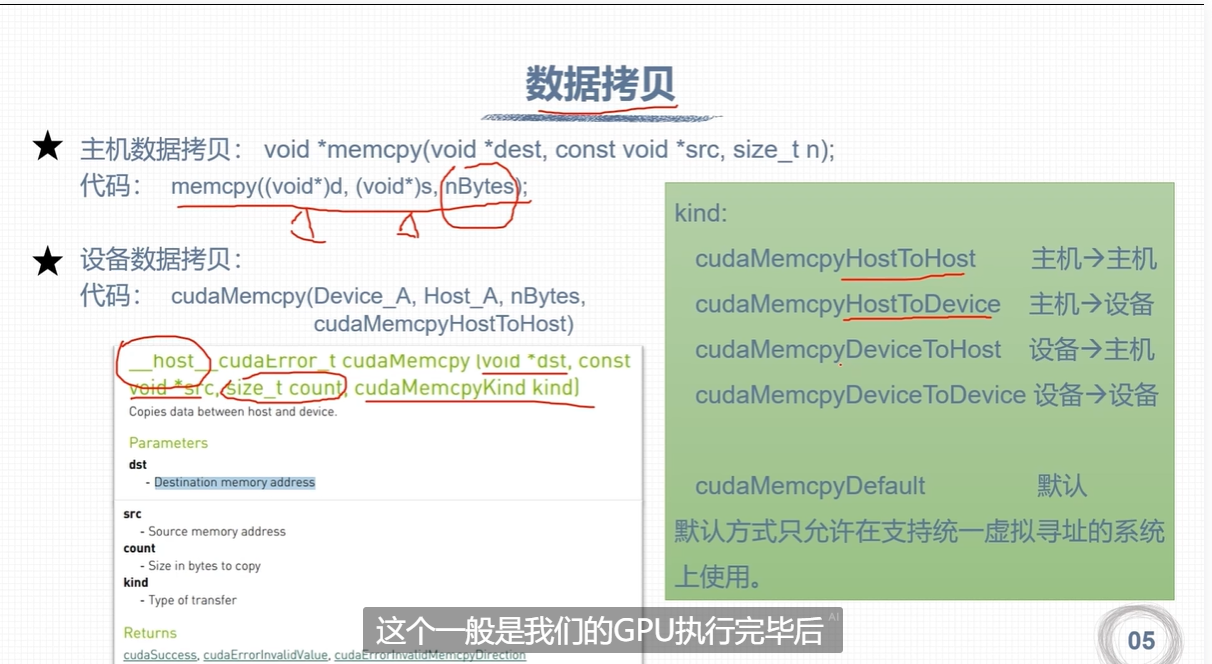 数据拷贝
★ 主机数据拷贝： void *memcpy(void *dest, const void *src, size_t n);
代码： memcpy((void*)d, (void*)s, nBytes);
★ 设备数据拷贝：
代码： cudaMemcpy(Device_A, Host_A, nBytes,
cudaMemcpyHostToHost)
__host__cudaError_t cudaMemcpy (void *dst, const
void *src, size_t count, cudaMemcpyKind kind)
Copies data between host and device.
Parameters
dst
- Destination memory address
src
- Source memory address
count
- Size in bytes to copy
kind
- Type of transfer
Returns
cudaSuccess, cudaErrorInvalidValue, cudaErrorInvalidMemcpyDirection
kind:
cudaMemcpyHostToHost 主机→主机
cudaMemcpyHostToDevice 主机→设备
cudaMemcpyDeviceToHost 设备→主机
cudaMemcpyDeviceToDevice 设备→设备
cudaMemcpyDefault 默认
默认方式只允许在支持统一虚拟寻址的系统
上使用。
AI
这个一般是我们的GPU执行完毕后
05